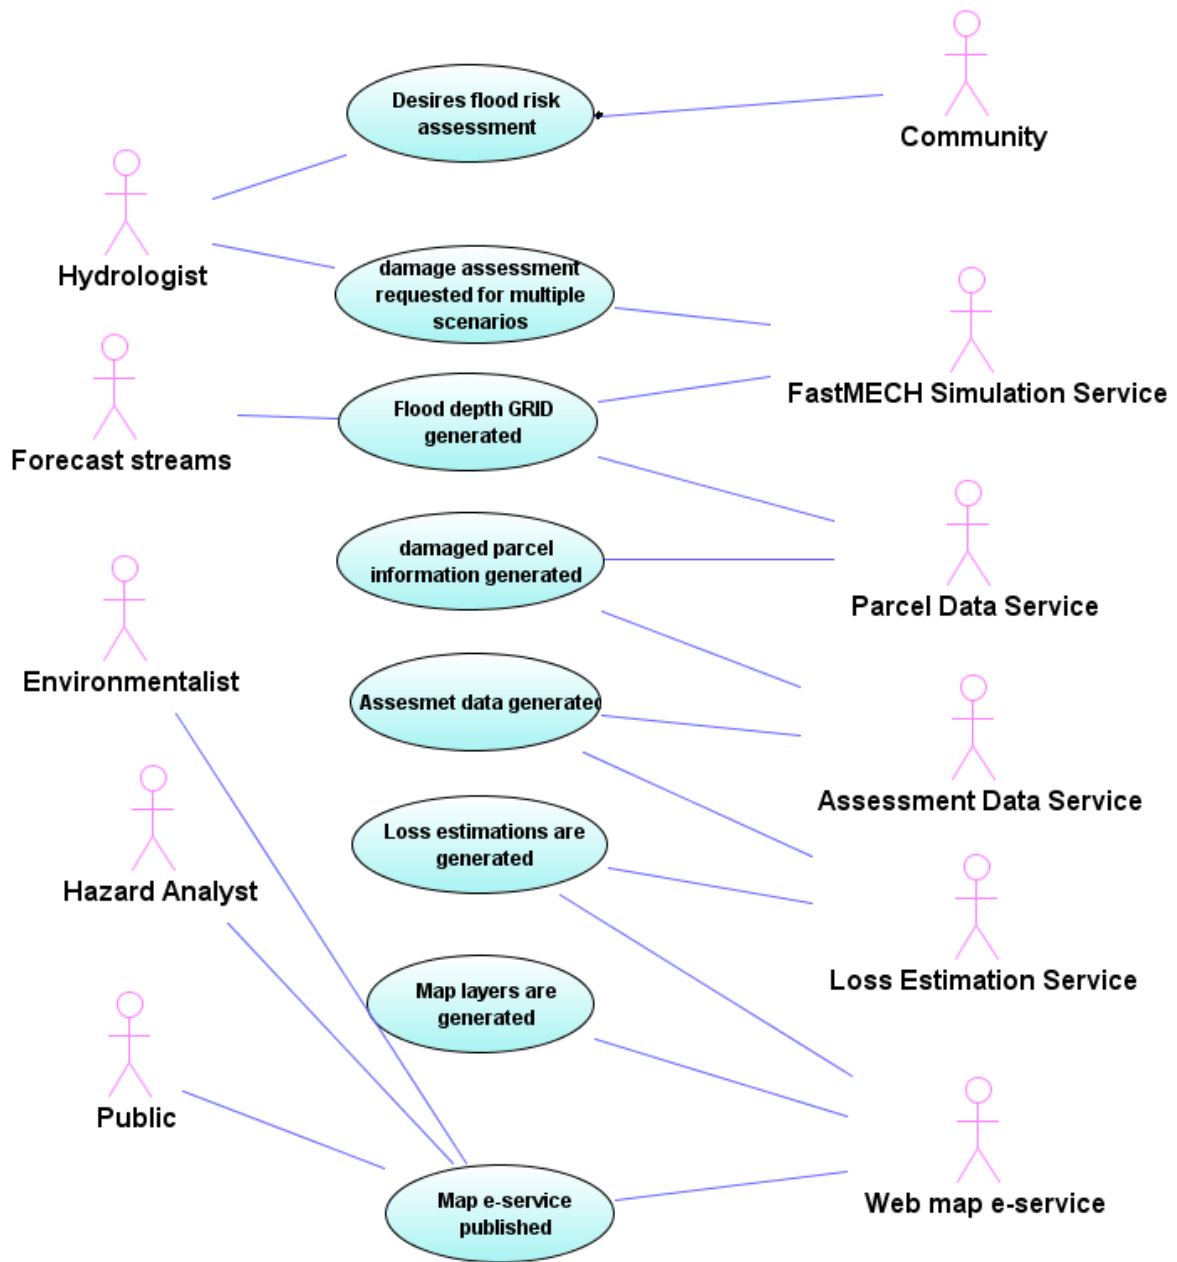 Desires flood risk
assessment
Community
Hydrologist
damage assessment
requested for multiple
scenarios
FastMECH Simulation Service
Flood depth GRID
generated
Forecast streams
damaged parcel
information generated
Parcel Data Service
Environmentalist
Assesmet data generated
Assessment Data Service
Loss estimations are
generated
Hazard Analyst
Loss Estimation Service
Map layers are
generated
Public
Map e-service
published
Web map e-service